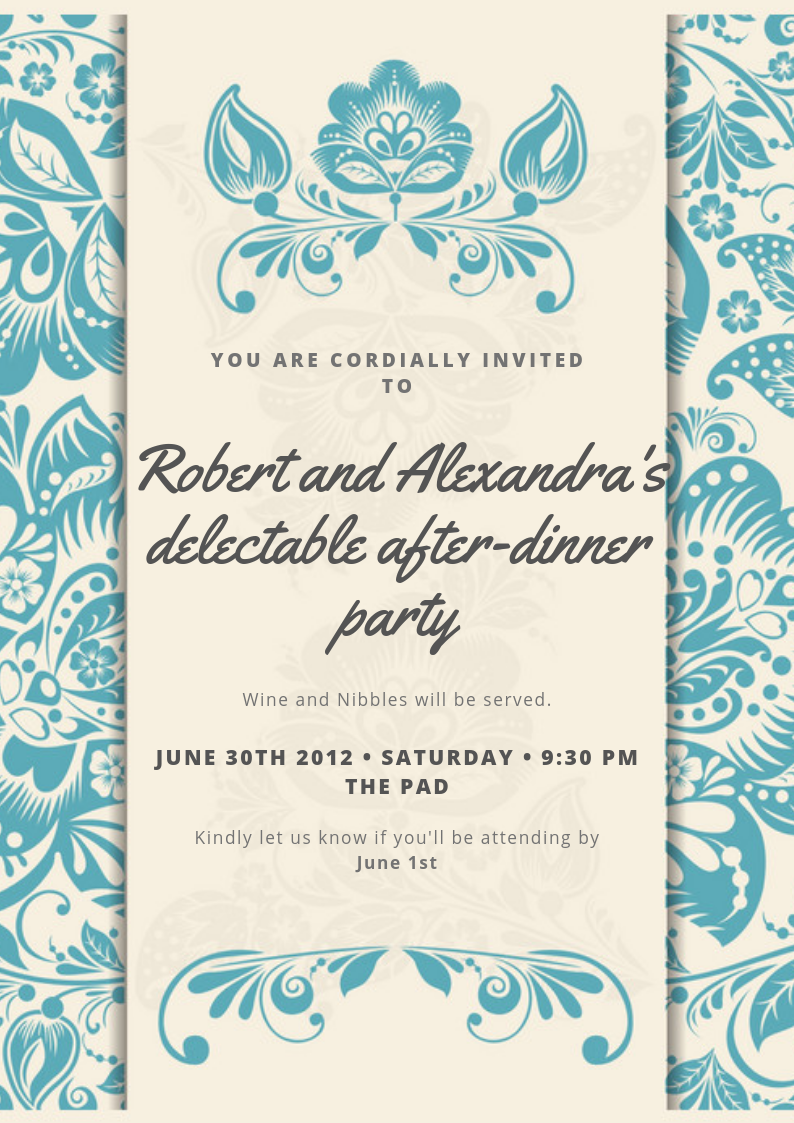 YOU ARE CORDIALLY INVITED
TO
Robert and Alexandra's
delectable after-dinner
party
Wine and Nibbles will be served.
JUNE 30TH 2012 • SATURDAY • 9:30 PM
THE PAD
Kindly let us know if you'll be attending by
June 1st